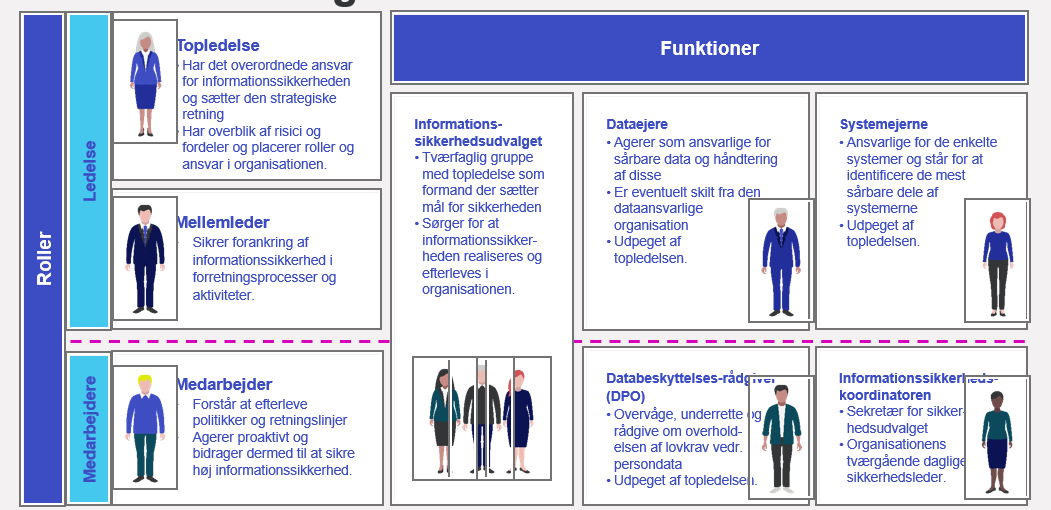 Roller
Ledelse
Topledelse
Har det overordnede ansvar
for informationssikkerheden
og sætter den strategiske
retning
Har overblik af risici og
fordeler og placerer roller og
ansvar i organisationen.
Mellemleder
Sikrer forankring af
informationssikkerhed i
forretningsprocesser og
aktiviteter.
Medarbejdere
Medarbejder
Forstår at efterleve
politikker og retningslinjer
Agerer proaktivt og
bidrager dermed til at sikre
høj informationssikkerhed.
Funktioner
Informations-
sikkerhedsudvalget
• Tværfaglig gruppe
med topledelse som
formand der sætter
mål for sikkerheden
• Sørger for at
informationssikker-
heden realiseres og
efterleves i
organisationen.
Dataejere
• Agerer som ansvarlige for
sårbare data og håndtering
af disse
• Er eventuelt skilt fra den
dataansvarlige
organisation
• Udpeget af
topledelsen.
Systemejerne
• Ansvarlige for de enkelte
systemer og står for at
identificere de mest
sårbare dele af
systemerne
• Udpeget af
topledelsen.
Databeskyttelses-rådgiver
(DPO)
• Overvåge, underrette og
rådgive om overhold-
elsen af lovkrav vedr.
persondata
• Udpeget af topledelsen.
Informationssikkerheds-
koordinatoren
• Sekretær for sikker-
hedsudvalget
• Organisationens
tværgående daglige
sikkerhedsleder.